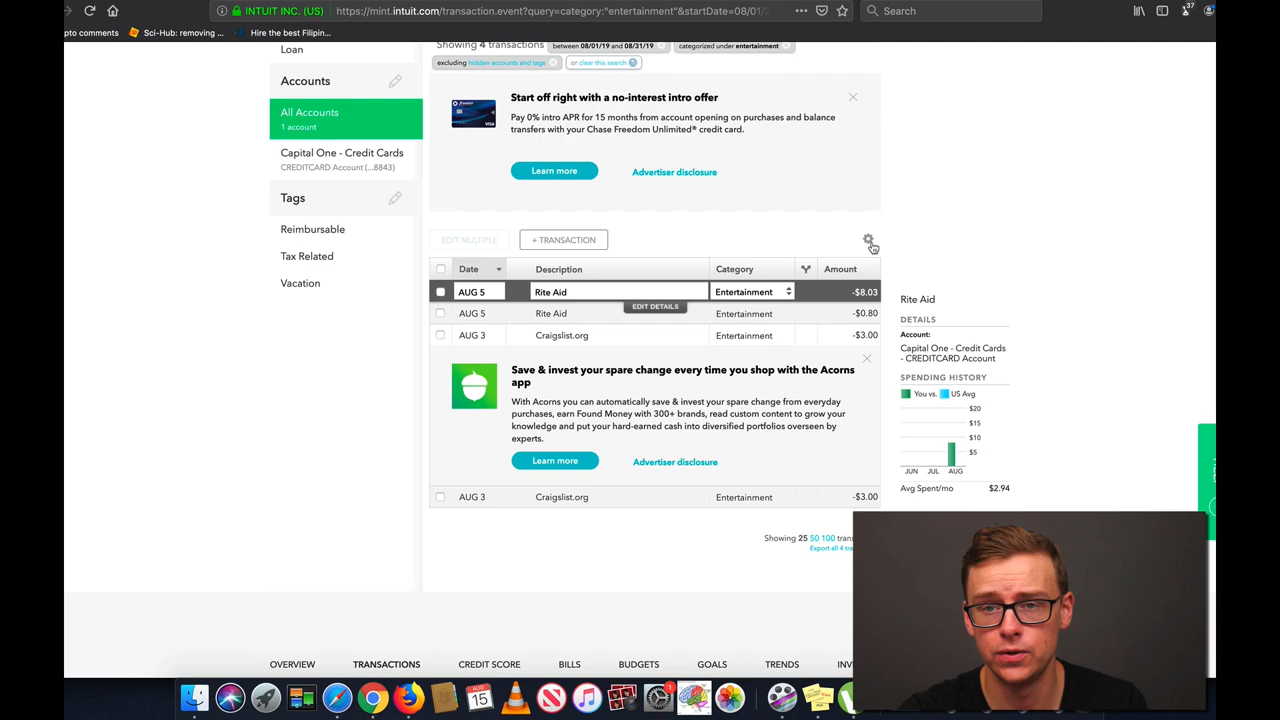 INTUIT INC. (US)
https://mint.intuit.com/transaction.event?query=category:"entertainment"&startDate=08/01/2
Search
37
pto comments
Sci-Hub: removing ...
Hire the best Filipin...
Loan
Showing 4 transactions
between 08/01/19 and 08/31/19
categorized under entertainment
excluding hidden accounts and tags
or clear this search
Accounts
All Accounts
1 account
Capital One - Credit Cards
CREDITCARD Account (...8843)
Tags
Reimbursable
Tax Related
Vacation
Start off right with a no-interest intro offer
Pay 0% intro APR for 15 months from account opening on purchases and balance
transfers with your Chase Freedom Unlimited® credit card.
Learn more
Advertiser disclosure
EDIT MULTIPLE
+ TRANSACTION
Date Description Category Amount
AUG 5 Rite Aid Entertainment -$8.03
EDIT DETAILS
AUG 5 Rite Aid Entertainment -$0.80
AUG 3 Craigslist.org Entertainment -$3.00
Save & invest your spare change every time you shop with the Acorns
app
With Acorns you can automatically save & invest your spare change from everyday
purchases, earn Found Money with 300+ brands, read custom content to grow your
knowledge and put your hard-earned cash into diversified portfolios overseen by
experts.
Learn more
Advertiser disclosure
AUG 3 Craigslist.org Entertainment -$3.00
Showing 25 50 100 trans
Export all 4 tra
Rite Aid
DETAILS
Account:
Capital One - Credit Cards
- CREDITCARD Account
SPENDING HISTORY
You vs. US Avg
$20
$15
$10
$5
JUN JUL AUG
Avg Spent/mo $2.94
OVERVIEW
TRANSACTIONS
CREDIT SCORE
BILLS
BUDGETS
GOALS
TRENDS
INV
AUG
15
1